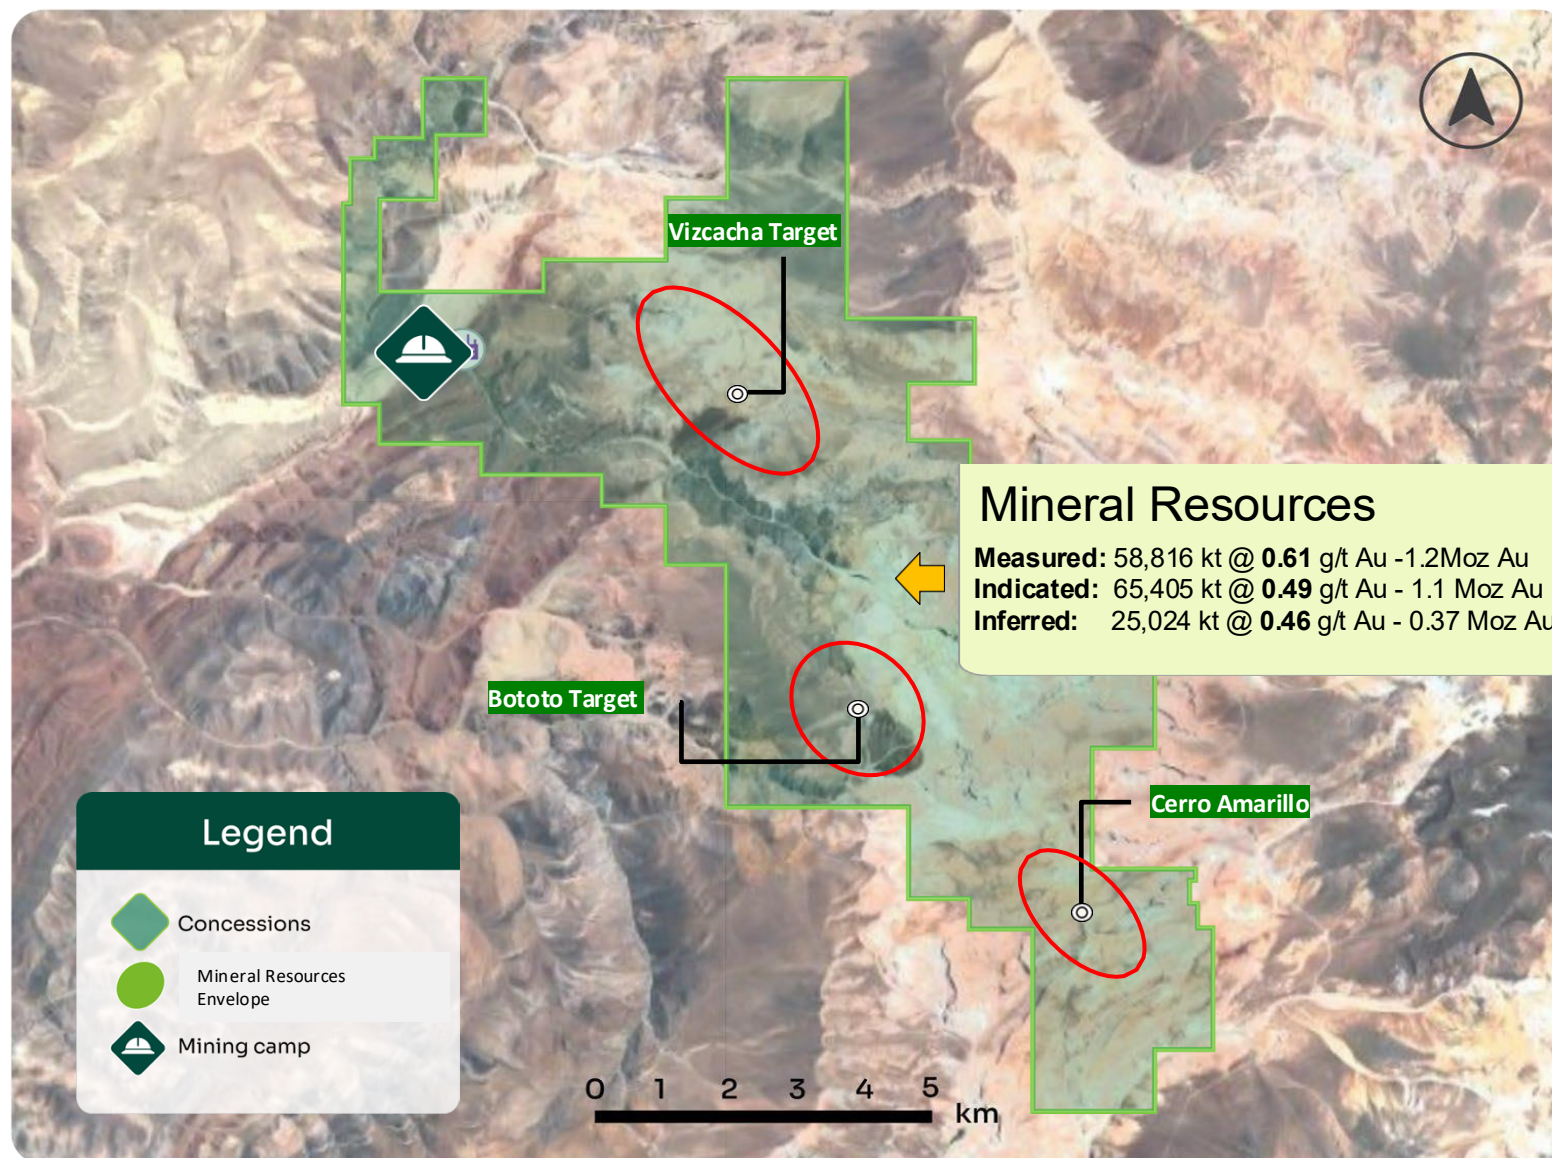 Vizcacha Target
Mineral Resources
Measured: 58,816 kt @ 0.61 g/t Au -1.2Moz Au
Indicated: 65,405 kt @ 0.49 g/t Au - 1.1 Moz Au
Inferred: 25,024 kt @ 0.46 g/t Au - 0.37 Moz Au
Bototo Target
Cerro Amarillo
Legend
Concessions
Mineral Resources
Envelope
Mining camp
0 1 2 3 4 5
km